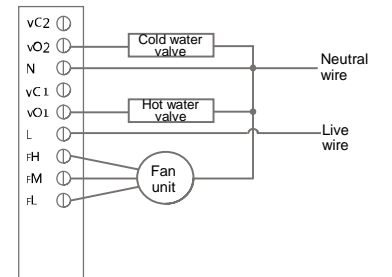 VC2
VO2
N
VC1
VO1
L
FH
FM
FL
Cold water
valve
Hot water
valve
Fan
unit
Neutral
wire
Live
wire